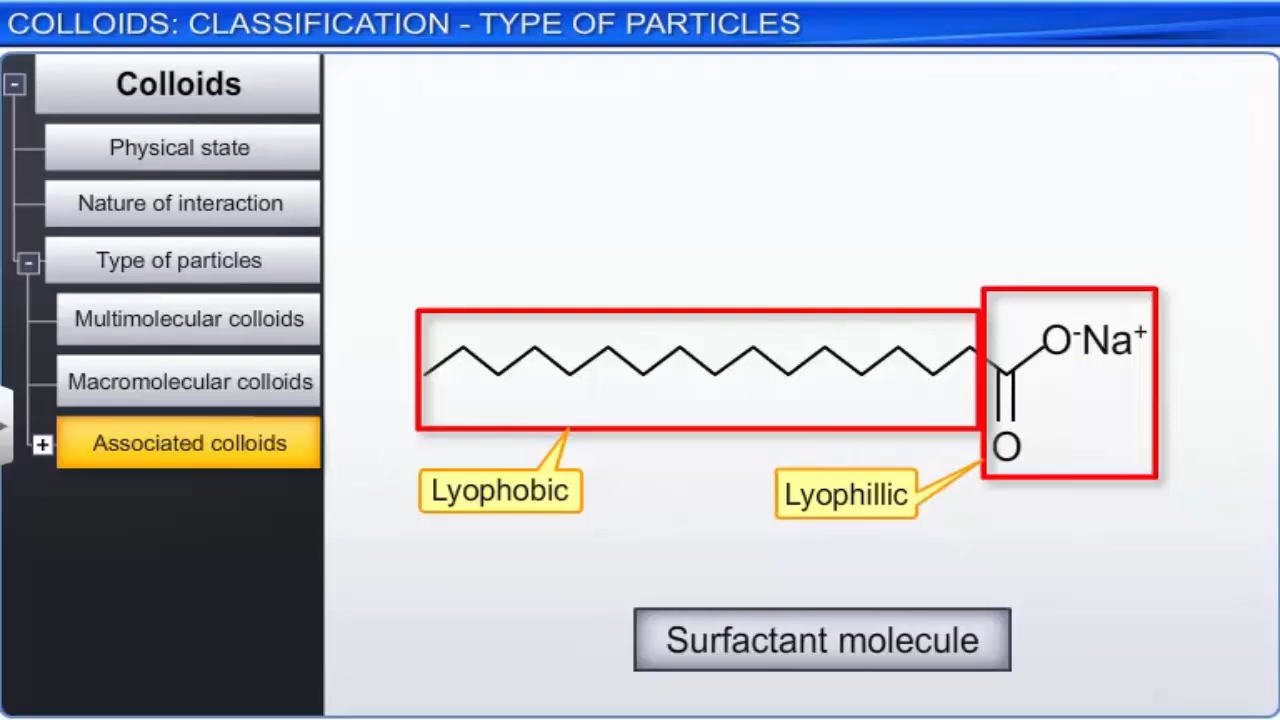 COLLOIDS: CLASSIFICATION - TYPE OF PARTICLES
Colloids
Physical state
Nature of interaction
Type of particles
Multimolecular colloids
Macromolecular colloids
Associated colloids
O⁻Na⁺
O
Lyophobic
Lyophillic
Surfactant molecule